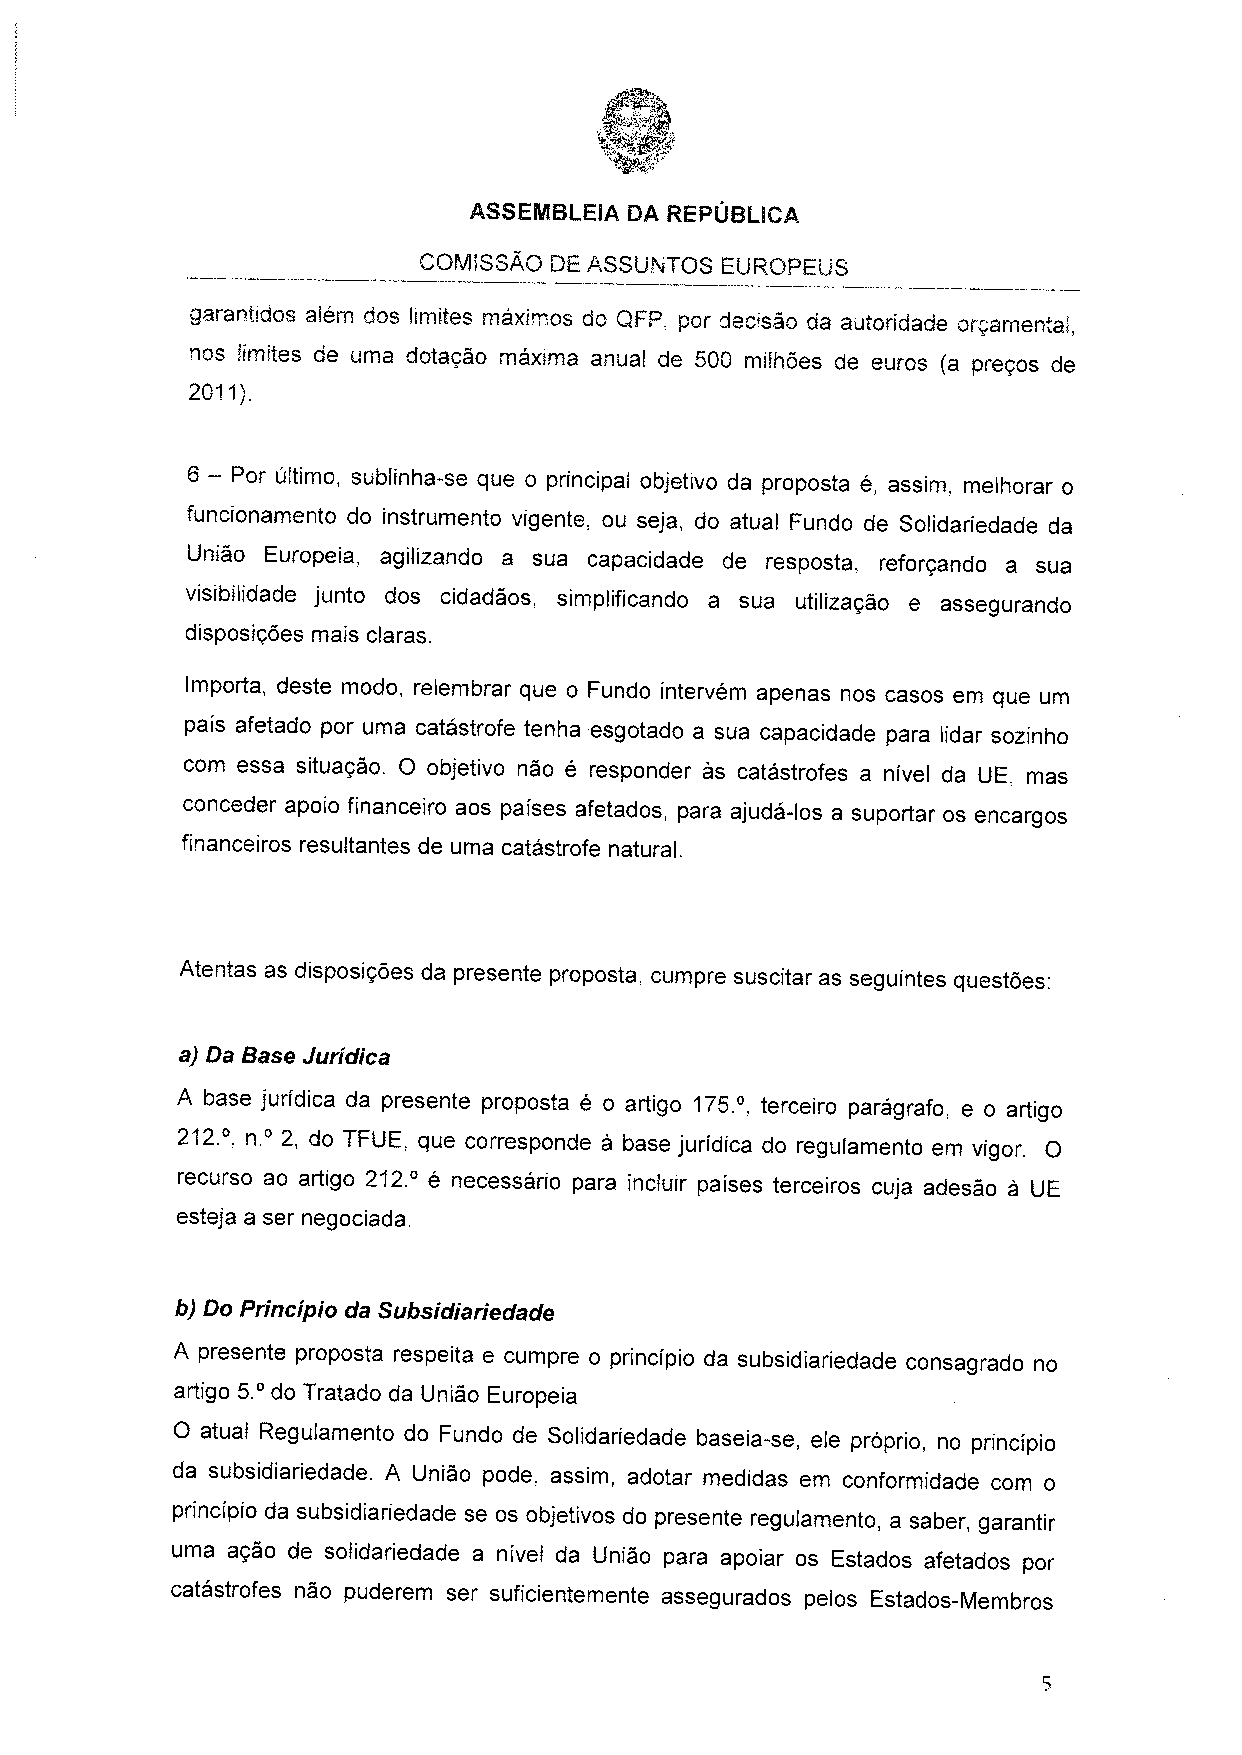 ASSEMBLEIA DA REPÚBLICA
COMISSÃO DE ASSUNTOS EUROPEUS
garantidos além dos limites máximos do QFP, por decisão da autoridade orçamental,
nos limites de uma dotação máxima anual de 500 milhões de euros (a preços de
2011).
6 – Por último, sublinha-se que o principal objetivo da proposta é, assim, melhorar o
funcionamento do instrumento vigente, ou seja, do atual Fundo de Solidariedade da
União Europeia, agilizando a sua capacidade de resposta, reforçando a sua
visibilidade junto dos cidadãos, simplificando a sua utilização e assegurando
disposições mais claras.
Importa, deste modo, relembrar que o Fundo intervém apenas nos casos em que um
país afetado por uma catástrofe tenha esgotado a sua capacidade para lidar sozinho
com essa situação. O objetivo não é responder às catástrofes a nível da UE, mas
conceder apoio financeiro aos países afetados, para ajudá-los a suportar os encargos
financeiros resultantes de uma catástrofe natural.
Atentas as disposições da presente proposta, cumpre suscitar as seguintes questões:
a) Da Base Jurídica
A base jurídica da presente proposta é o artigo 175.º, terceiro parágrafo, e o artigo
212.º, n.º 2, do TFUE, que corresponde à base jurídica do regulamento em vigor. O
recurso ao artigo 212.º é necessário para incluir países terceiros cuja adesão à UE
esteja a ser negociada.
b) Do Princípio da Subsidiariedade
A presente proposta respeita e cumpre o princípio da subsidiariedade consagrado no
artigo 5.º do Tratado da União Europeia
O atual Regulamento do Fundo de Solidariedade baseia-se, ele próprio, no princípio
da subsidiariedade. A União pode, assim, adotar medidas em conformidade com o
princípio da subsidiariedade se os objetivos do presente regulamento, a saber, garantir
uma ação de solidariedade a nível da União para apoiar os Estados afetados por
catástrofes não puderem ser suficientemente assegurados pelos Estados-Membros
5